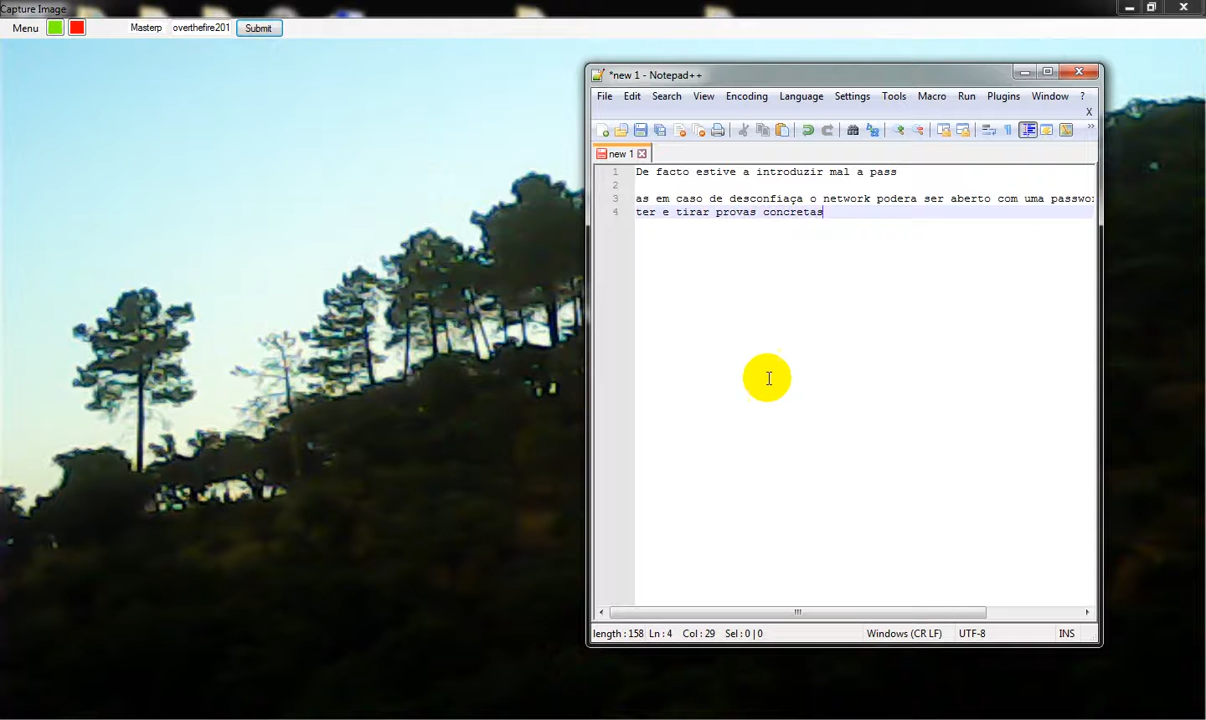 Capture Image
Menu
Masterp
overthefire201
Submit
*new 1 - Notepad++
File Edit Search View Encoding Language Settings Tools Macro Run Plugins Window ?
X
new 1
1 De facto estive a introduzir mal a pass
2
3 as em caso de desconfiaça o network podera ser aberto com uma passwo
4 ter e tirar provas concretas
length : 158 Ln : 4 Col : 29 Sel : 0 | 0 Windows (CR LF) UTF-8 INS